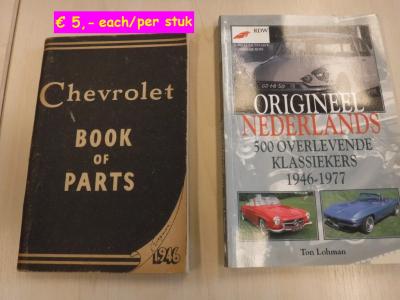 € 5,- each/per stuk
Chevrolet
BOOK
OF
PARTS
1946
RDW
ORIGINEEL
NEDERLANDS
500 OVERLEVENDE
KLASSIEKERS
1946-1977
Ton Lohman